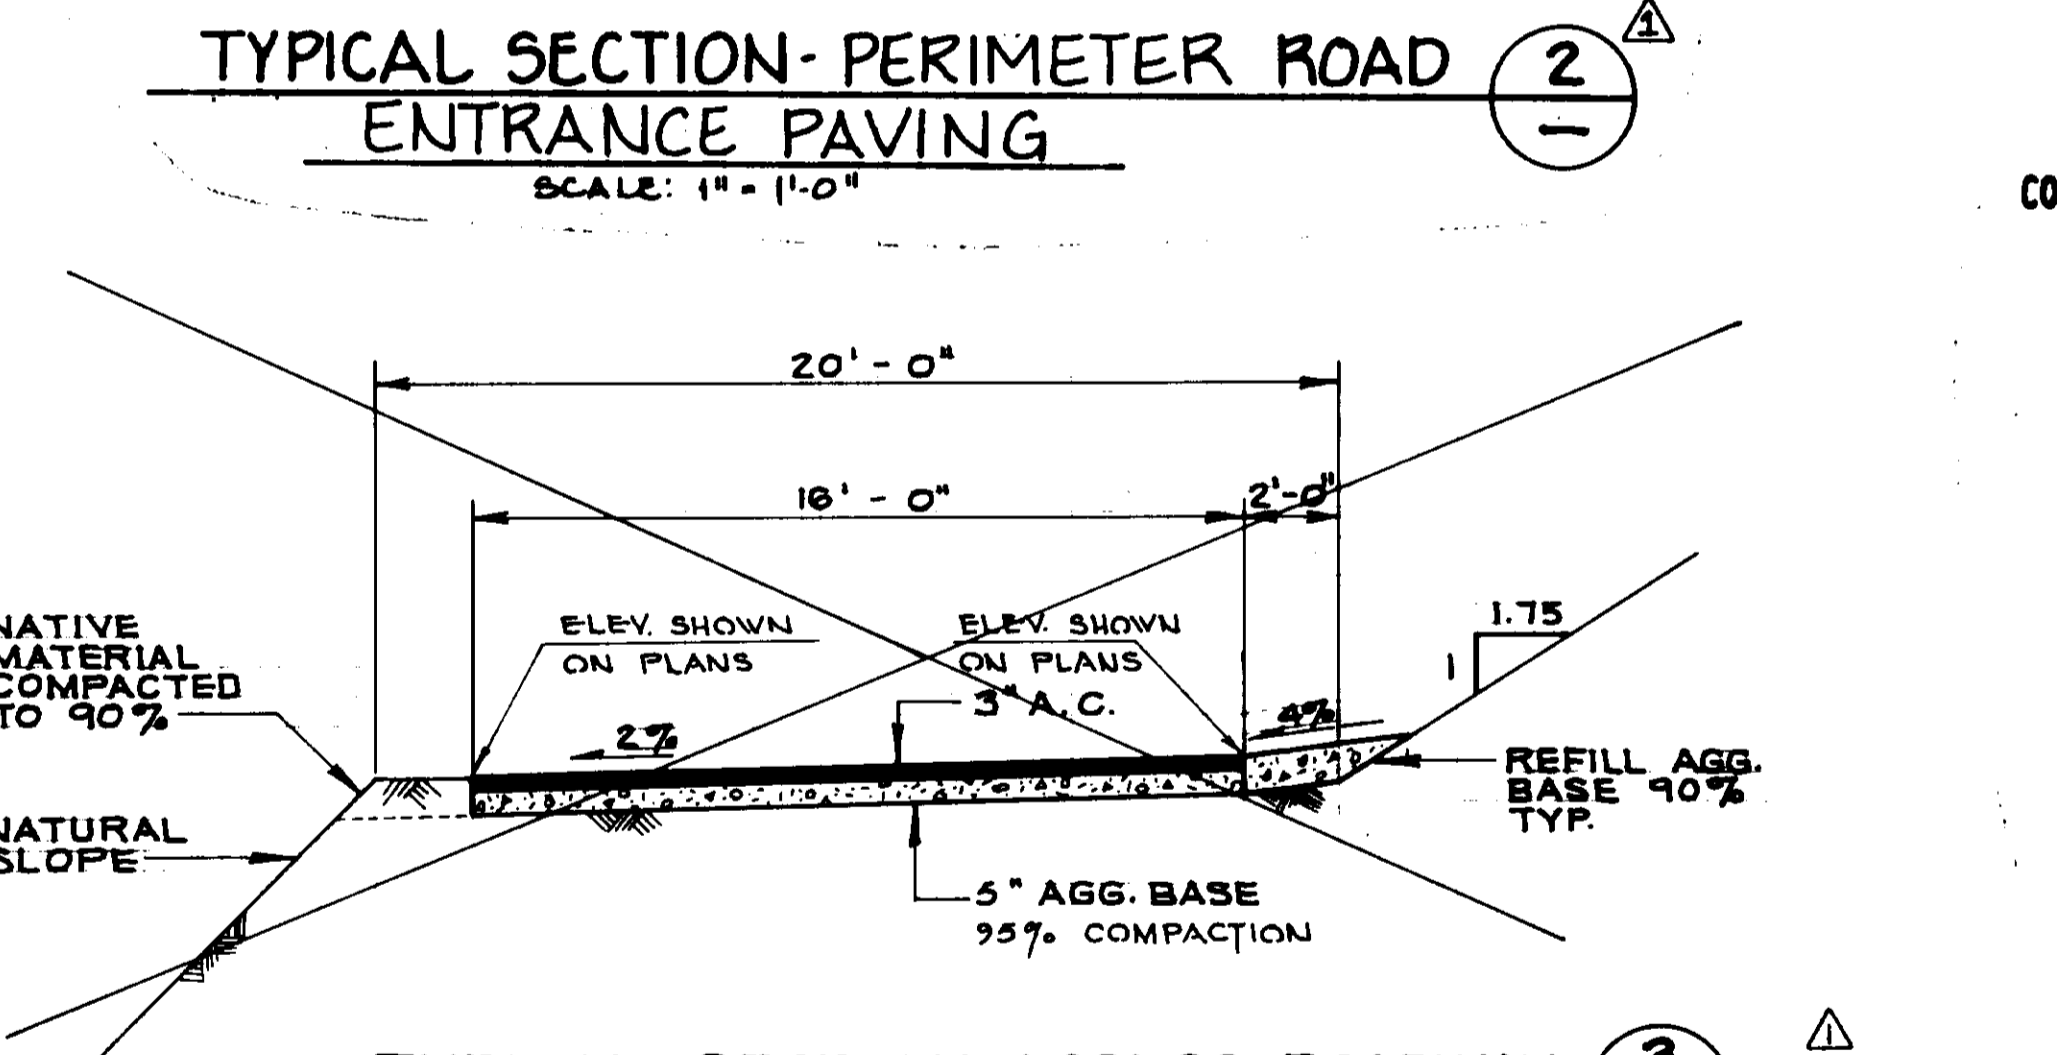 TYPICAL SECTION - PERIMETER ROAD
ENTRANCE PAVING
SCALE: 1" = 1'-0"
2
—
1
CO
20' - 0"
16' - 0"
2'-0"
NATIVE
MATERIAL
COMPACTED
TO 90%
ELEV. SHOWN
ON PLANS
ELEV. SHOWN
ON PLANS
3" A.C.
2%
4%
1.75
1
REFILL AGG.
BASE 90%
TYP.
NATURAL
SLOPE
5" AGG. BASE
95% COMPACTION
3
1